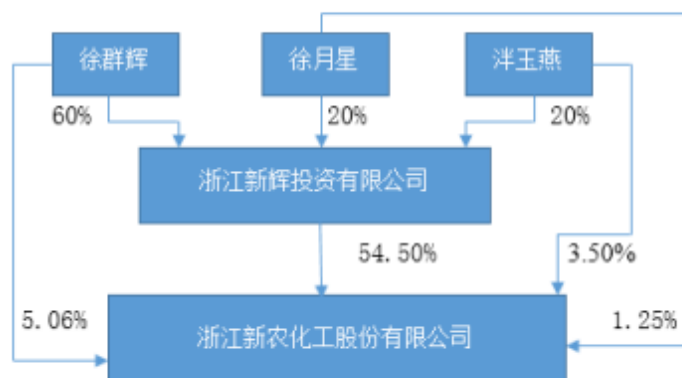 徐群辉
徐月星
泮玉燕
60%
20%
20%
浙江新辉投资有限公司
54.50%
3.50%
5.06%
浙江新农化工股份有限公司
1.25%